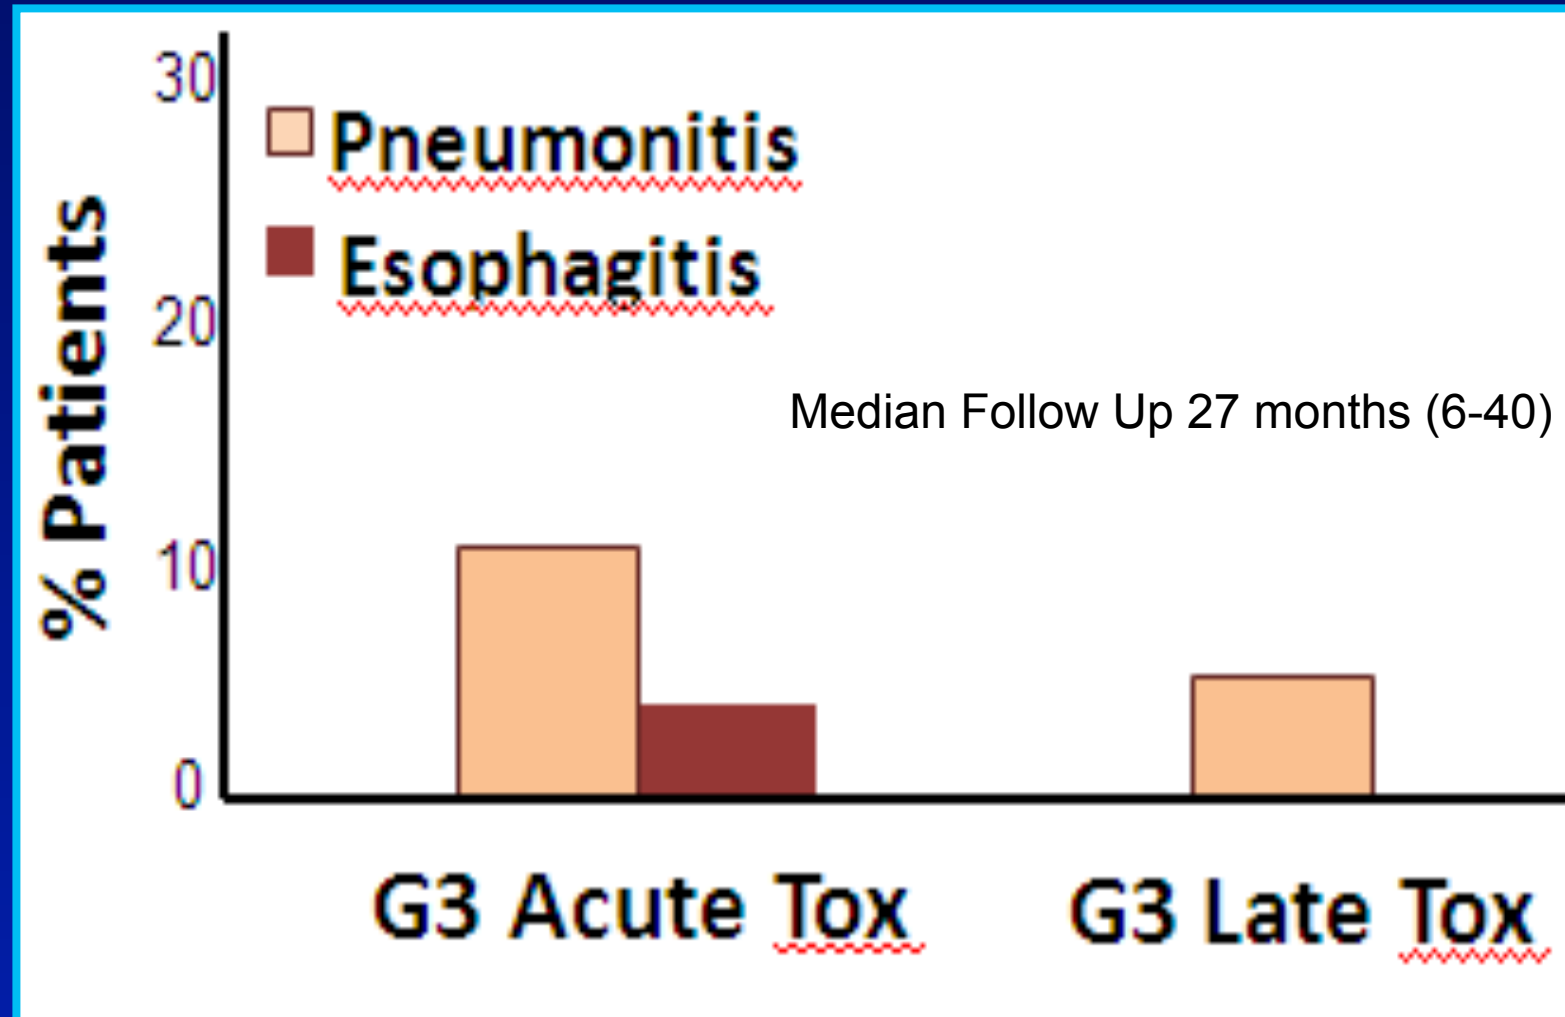 30
Pneumonitis
Esophagitis
20
Median Follow Up 27 months (6-40)
10
0
% Patients
G3 Acute Tox
G3 Late Tox